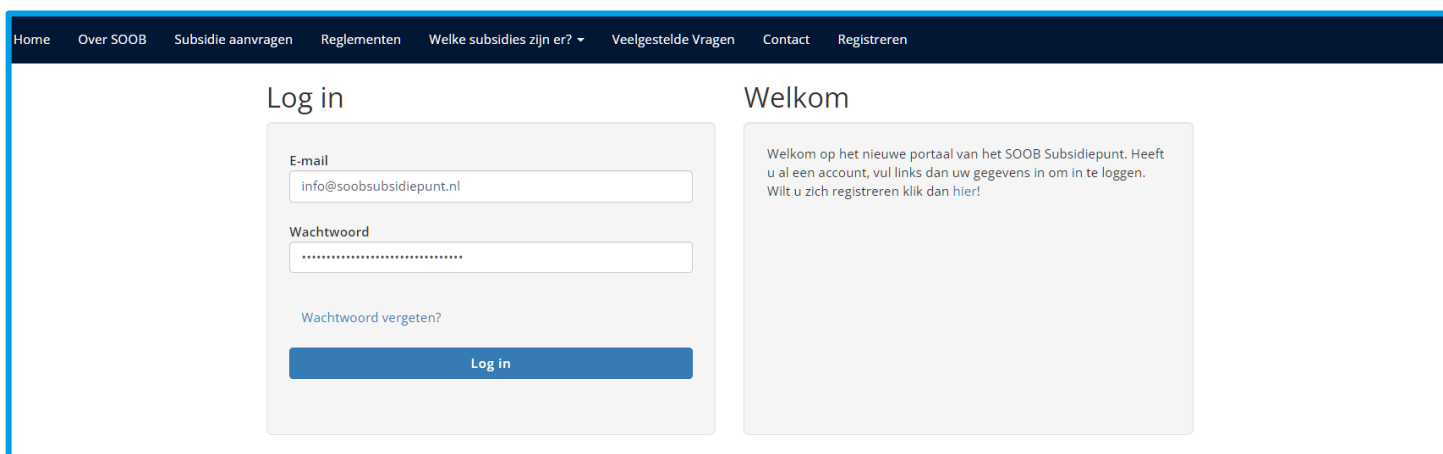 Home Over SOOB Subsidie aanvragen Reglementen Welke subsidies zijn er? Veelgestelde Vragen Contact Registreren
Log in
E-mail
info@soobsubsidiepunt.nl
Wachtwoord
•••••••••••••••••••••••••••••••••
Wachtwoord vergeten?
Log in
Welkom
Welkom op het nieuwe portaal van het SOOB Subsidiepunt. Heeft
u al een account, vul links dan uw gegevens in om in te loggen.
Wilt u zich registreren klik dan hier!